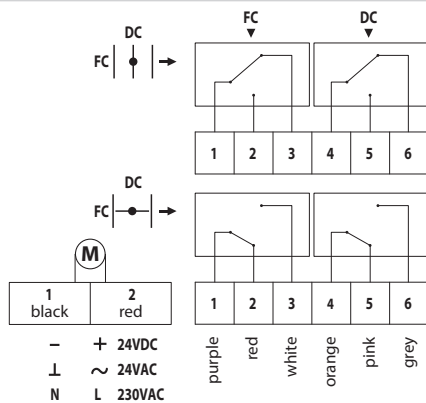 FC DC
DC
FC
1 2 3 4 5 6
DC
FC
M
1 2
black red
1 2 3 4 5 6
purple red white orange pink grey
− + 24VDC
⊥ ~ 24VAC
N L 230VAC